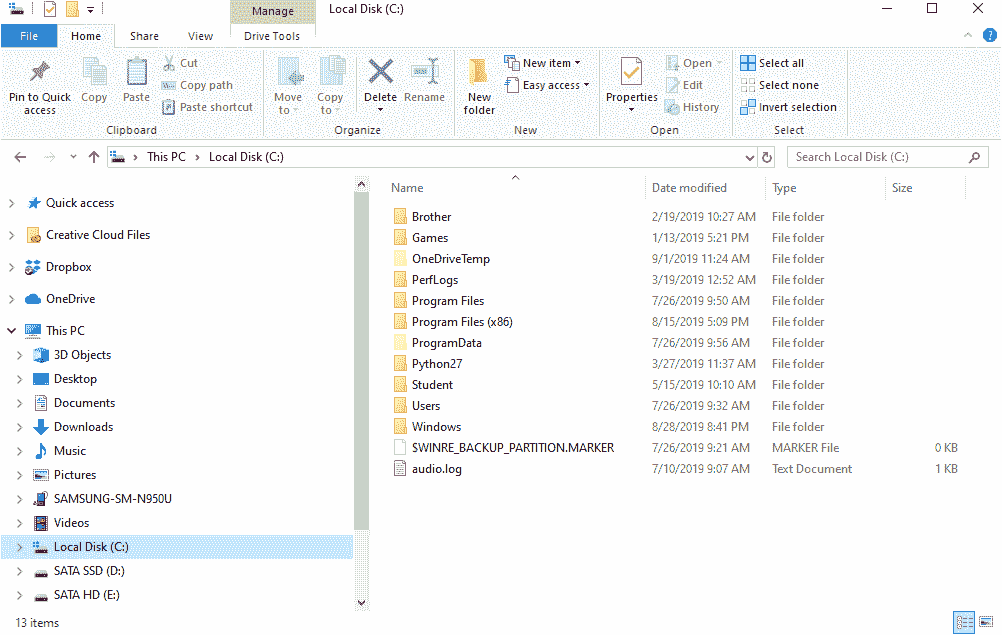 Manage Local Disk (C:)
File Home Share View Drive Tools
Pin to Quick access
Copy
Paste
Cut
Copy path
Paste shortcut
Clipboard
Move to
Copy to
Delete
Rename
Organize
New folder
New item
Easy access
New
Properties
Open
Edit
History
Open
Select all
Select none
Invert selection
Select
This PC > Local Disk (C:)
Search Local Disk (C:)
Quick access
Creative Cloud Files
Dropbox
OneDrive
This PC
3D Objects
Desktop
Documents
Downloads
Music
Pictures
SAMSUNG-SM-N950U
Videos
Local Disk (C:)
SATA SSD (D:)
SATA HD (E:)
Name Date modified Type Size
Brother 2/19/2019 10:27 AM File folder
Games 1/13/2019 5:21 PM File folder
OneDriveTemp 9/1/2019 11:24 AM File folder
PerfLogs 3/19/2019 12:52 AM File folder
Program Files 7/26/2019 9:50 AM File folder
Program Files (x86) 8/15/2019 5:09 PM File folder
ProgramData 7/26/2019 9:56 AM File folder
Python27 3/27/2019 11:37 AM File folder
Student 5/15/2019 10:10 AM File folder
Users 7/26/2019 9:32 AM File folder
Windows 8/28/2019 8:41 PM File folder
$WINRE_BACKUP_PARTITION.MARKER 7/26/2019 9:21 AM MARKER File 0 KB
audio.log 7/10/2019 9:07 AM Text Document 1 KB
13 items